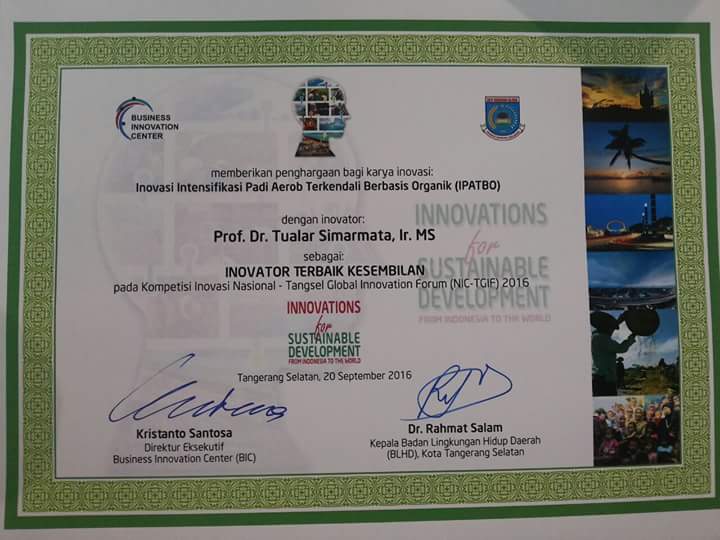 BUSINESS
INNOVATION
CENTER
memberikan penghargaan bagi karya inovasi:
Inovasi Intensifikasi Padi Aerob Terkendali Berbasis Organik (IPATBO)
dengan inovator:
Prof. Dr. Tualar Simarmata, Ir. MS
sebagai:
INOVATOR TERBAIK KESEMBILAN
pada Kompetisi Inovasi Nasional - Tangsel Global Innovation Forum (NIC-TGIF) 2016
INNOVATIONS
for
SUSTAINABLE
DEVELOPMENT
FROM INDONESIA TO THE WORLD
INNOVATIONS
for
SUSTAINABLE
DEVELOPMENT
FROM INDONESIA TO THE WORLD
Tangerang Selatan, 20 September 2016
Kristanto Santosa
Direktur Eksekutif
Business Innovation Center (BIC)
Dr. Rahmat Salam
Kepala Badan Lingkungan Hidup Daerah
(BLHD), Kota Tangerang Selatan